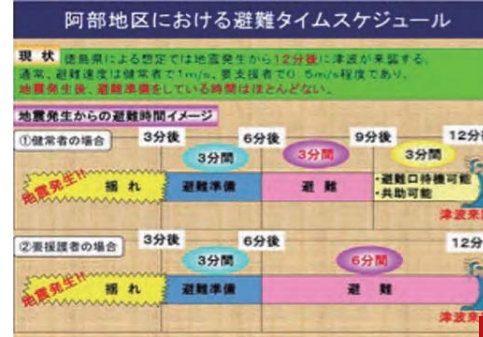 阿部地区における避難タイムスケジュール
現 状 徳島県による想定では地震発生から12分後に津波が来襲する。
通常、避難速度は健常者で1m/s、要支援者で0.5m/s程度であり、
地震発生後、避難準備をしている時間はほとんどない。
地震発生からの避難時間イメージ
①健常者の場合 3分後 6分後 9分後 12分
3分間 3分間 3分間
地震発生!! 揺 れ 避難準備 避 難 ・避難口待機可能
・共助可能
津波来
②要援護者の場合 3分後 6分後 12分
3分間 6分間
地震発生!! 揺 れ 避難準備 避 難
津波来